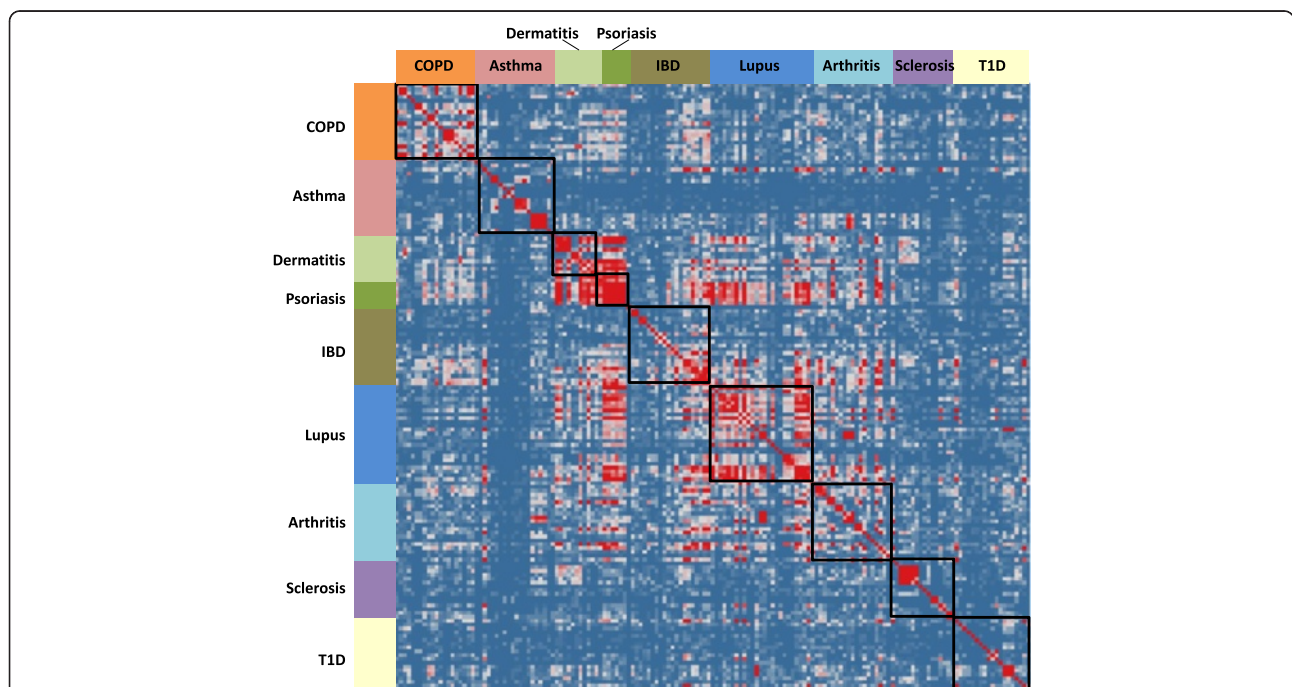 Dermatitis Psoriasis
COPD Asthma IBD Lupus Arthritis Sclerosis T1D
COPD
Asthma
Dermatitis
Psoriasis
IBD
Lupus
Arthritis
Sclerosis
T1D